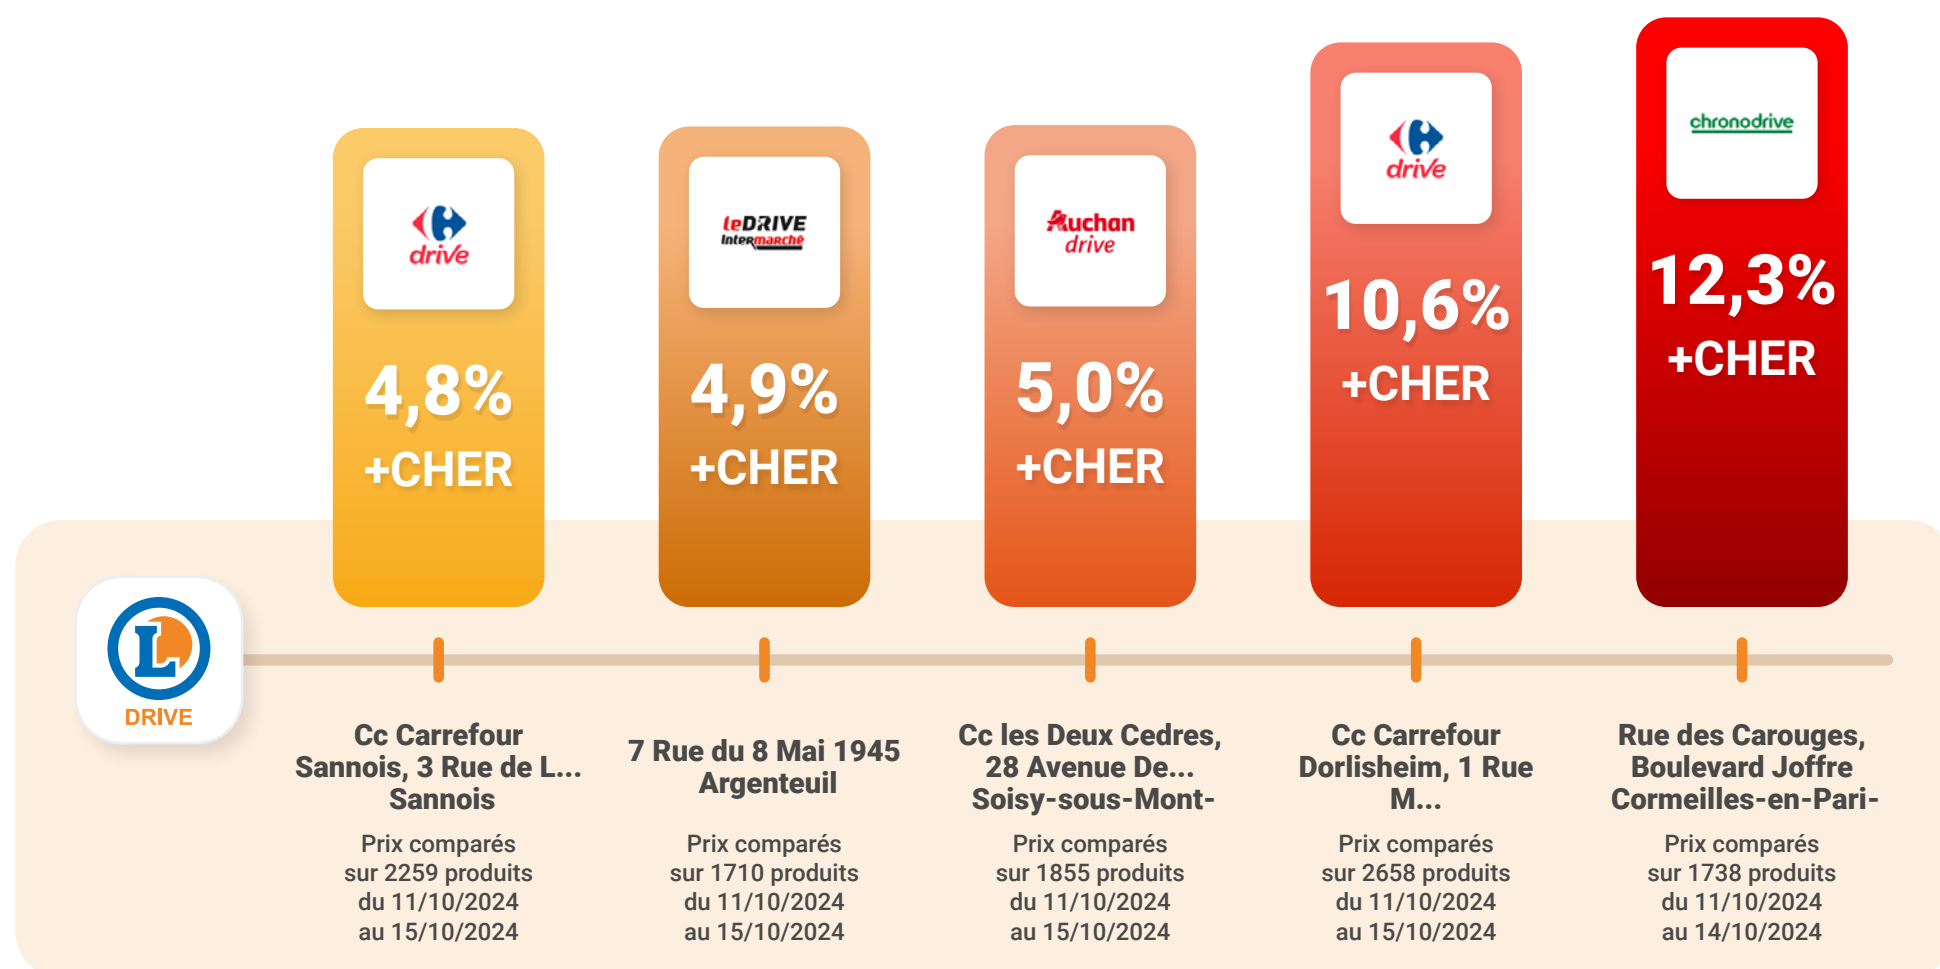 drive
4,8%
+CHER
leDRIVE
Intermarché
4,9%
+CHER
Auchan
drive
5,0%
+CHER
drive
10,6%
+CHER
chronodrive
12,3%
+CHER
L
DRIVE
Cc Carrefour
Sannois, 3 Rue de L...
Sannois
Prix comparés
sur 2259 produits
du 11/10/2024
au 15/10/2024
7 Rue du 8 Mai 1945
Argenteuil
Prix comparés
sur 1710 produits
du 11/10/2024
au 15/10/2024
Cc les Deux Cedres,
28 Avenue De...
Soisy-sous-Mont-
Prix comparés
sur 1855 produits
du 11/10/2024
au 15/10/2024
Cc Carrefour
Dorlisheim, 1 Rue
M...
Prix comparés
sur 2658 produits
du 11/10/2024
au 15/10/2024
Rue des Carouges,
Boulevard Joffre
Cormeilles-en-Pari-
Prix comparés
sur 1738 produits
du 11/10/2024
au 14/10/2024